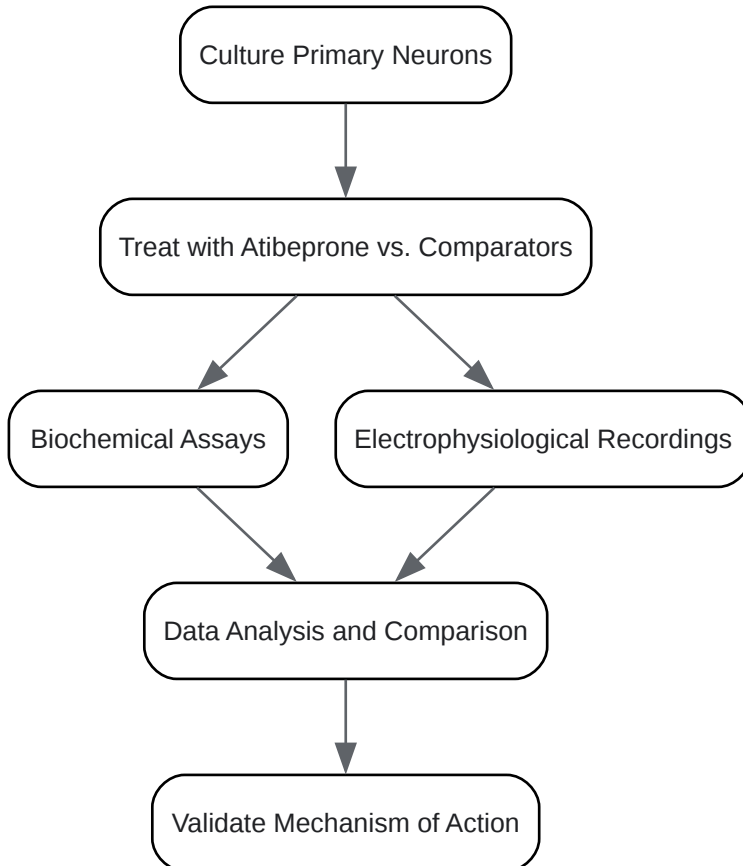 Culture Primary Neurons
Treat with Atibeprone vs. Comparators
Biochemical Assays
Electrophysiological Recordings
Data Analysis and Comparison
Validate Mechanism of Action